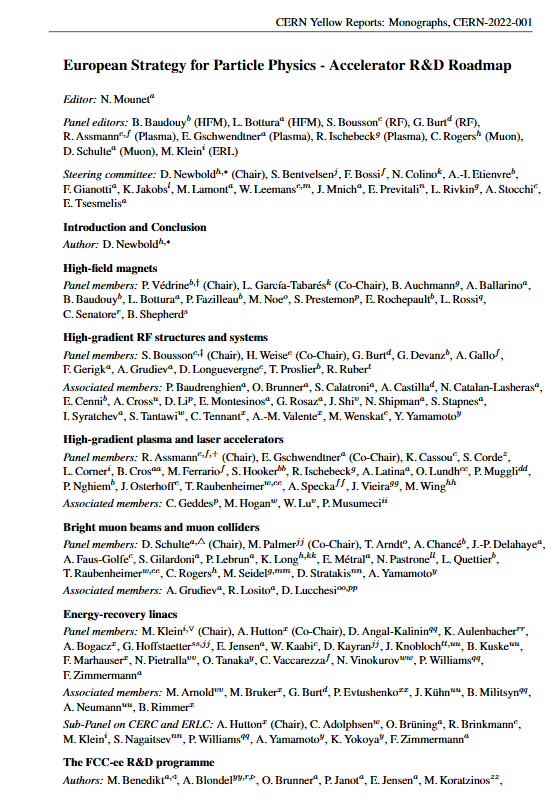 CERN Yellow Reports: Monographs, CERN-2022-001
European Strategy for Particle Physics - Accelerator R&D Roadmap
Editor: N. Mounet^a
Panel editors: B. Baudouy^b (HFM), L. Bottura^a (HFM), S. Bousson^c (RF), G. Burt^d (RF),
R. Assmann^e,f (Plasma), E. Gschwendtner^a (Plasma), R. Ischebeck^g (Plasma), C. Rogers^h (Muon),
D. Schulte^a (Muon), M. Klein^i (ERL)
Steering committee: D. Newbold^h,* (Chair), S. Bentvelsen^j, F. Bossi^f, N. Colino^k, A.-I. Etienvre^b,
F. Gianotti^a, K. Jakobs^l, M. Lamont^a, W. Leemans^e,m, J. Mnich^a, E. Previtali^n, L. Rivkin^g, A. Stocchi^c,
E. Tsesmelis^a
Introduction and Conclusion
Author: D. Newbold^h,*
High-field magnets
Panel members: P. Védrine^b,† (Chair), L. García-Tabarés^k (Co-Chair), B. Auchmann^g, A. Ballarino^a,
B. Baudouy^b, L. Bottura^a, P. Fazilleau^b, M. Noe^o, S. Prestemon^p, E. Rochepault^b, L. Rossi^q,
C. Senatore^r, B. Shepherd^s
High-gradient RF structures and systems
Panel members: S. Bousson^c,‡ (Chair), H. Weise^e (Co-Chair), G. Burt^d, G. Devanz^b, A. Gallo^f,
F. Gerigk^a, A. Grudiev^a, D. Longuevergne^c, T. Proslier^b, R. Ruber^t
Associated members: P. Baudrenghien^a, O. Brunner^a, S. Calatroni^a, A. Castilla^d, N. Catalan-Lasheras^a,
E. Cenni^b, A. Cross^u, D. Li^p, E. Montesinos^a, G. Rosaz^a, J. Shi^v, N. Shipman^a, S. Stapnes^a,
I. Syratchev^a, S. Tantawi^w, C. Tennant^x, A.-M. Valente^x, M. Wenskat^e, Y. Yamamoto^y
High-gradient plasma and laser accelerators
Panel members: R. Assmann^e,f,+ (Chair), E. Gschwendtner^a (Co-Chair), K. Cassou^c, S. Corde^z,
L. Corner^i, B. Cros^aa, M. Ferrario^f, S. Hooker^bb, R. Ischebeck^g, A. Latina^a, O. Lundh^cc, P. Muggli^dd,
P. Nghiem^b, J. Osterhoff^e, T. Raubenheimer^w,ee, A. Specka^ff, J. Vieira^gg, M. Wing^hh
Associated members: C. Geddes^p, M. Hogan^w, W. Lu^v, P. Musumeci^ii
Bright muon beams and muon colliders
Panel members: D. Schulte^a,△ (Chair), M. Palmer^jj (Co-Chair), T. Arndt^o, A. Chancé^b, J.-P. Delahaye^a,
A. Faus-Golfe^c, S. Gilardoni^a, P. Lebrun^a, K. Long^h,kk, E. Métral^a, N. Pastrone^ll, L. Quettier^b,
T. Raubenheimer^w,ee, C. Rogers^h, M. Seidel^g,mm, D. Stratakis^nn, A. Yamamoto^y
Associated members: A. Grudiev^a, R. Losito^a, D. Lucchesi^oo,pp
Energy-recovery linacs
Panel members: M. Klein^i,▽ (Chair), A. Hutton^x (Co-Chair), D. Angal-Kalinin^qq, K. Aulenbacher^rr,
A. Bogacz^x, G. Hoffstaetter^ss,jj, E. Jensen^a, W. Kaabi^c, D. Kayran^jj, J. Knobloch^tt,uu, B. Kuske^uu,
F. Marhauser^x, N. Pietralla^vv, O. Tanaka^y, C. Vaccarezza^f, N. Vinokurov^ww, P. Williams^qq,
F. Zimmermann^a
Associated members: M. Arnold^vv, M. Bruker^x, G. Burt^d, P. Evtushenko^zz, J. Kühn^uu, B. Militsyn^qq,
A. Neumann^uu, B. Rimmer^x
Sub-Panel on CERC and ERLC: A. Hutton^x (Chair), C. Adolphsen^w, O. Brüning^a, R. Brinkmann^e,
M. Klein^i, S. Nagaitsev^nn, P. Williams^qq, A. Yamamoto^y, K. Yokoya^y, F. Zimmermann^a
The FCC-ee R&D programme
Authors: M. Benedikt^a,◁, A. Blondel^yy,r,▷, O. Brunner^a, P. Janot^a, E. Jensen^a, M. Koratzinos^zz,